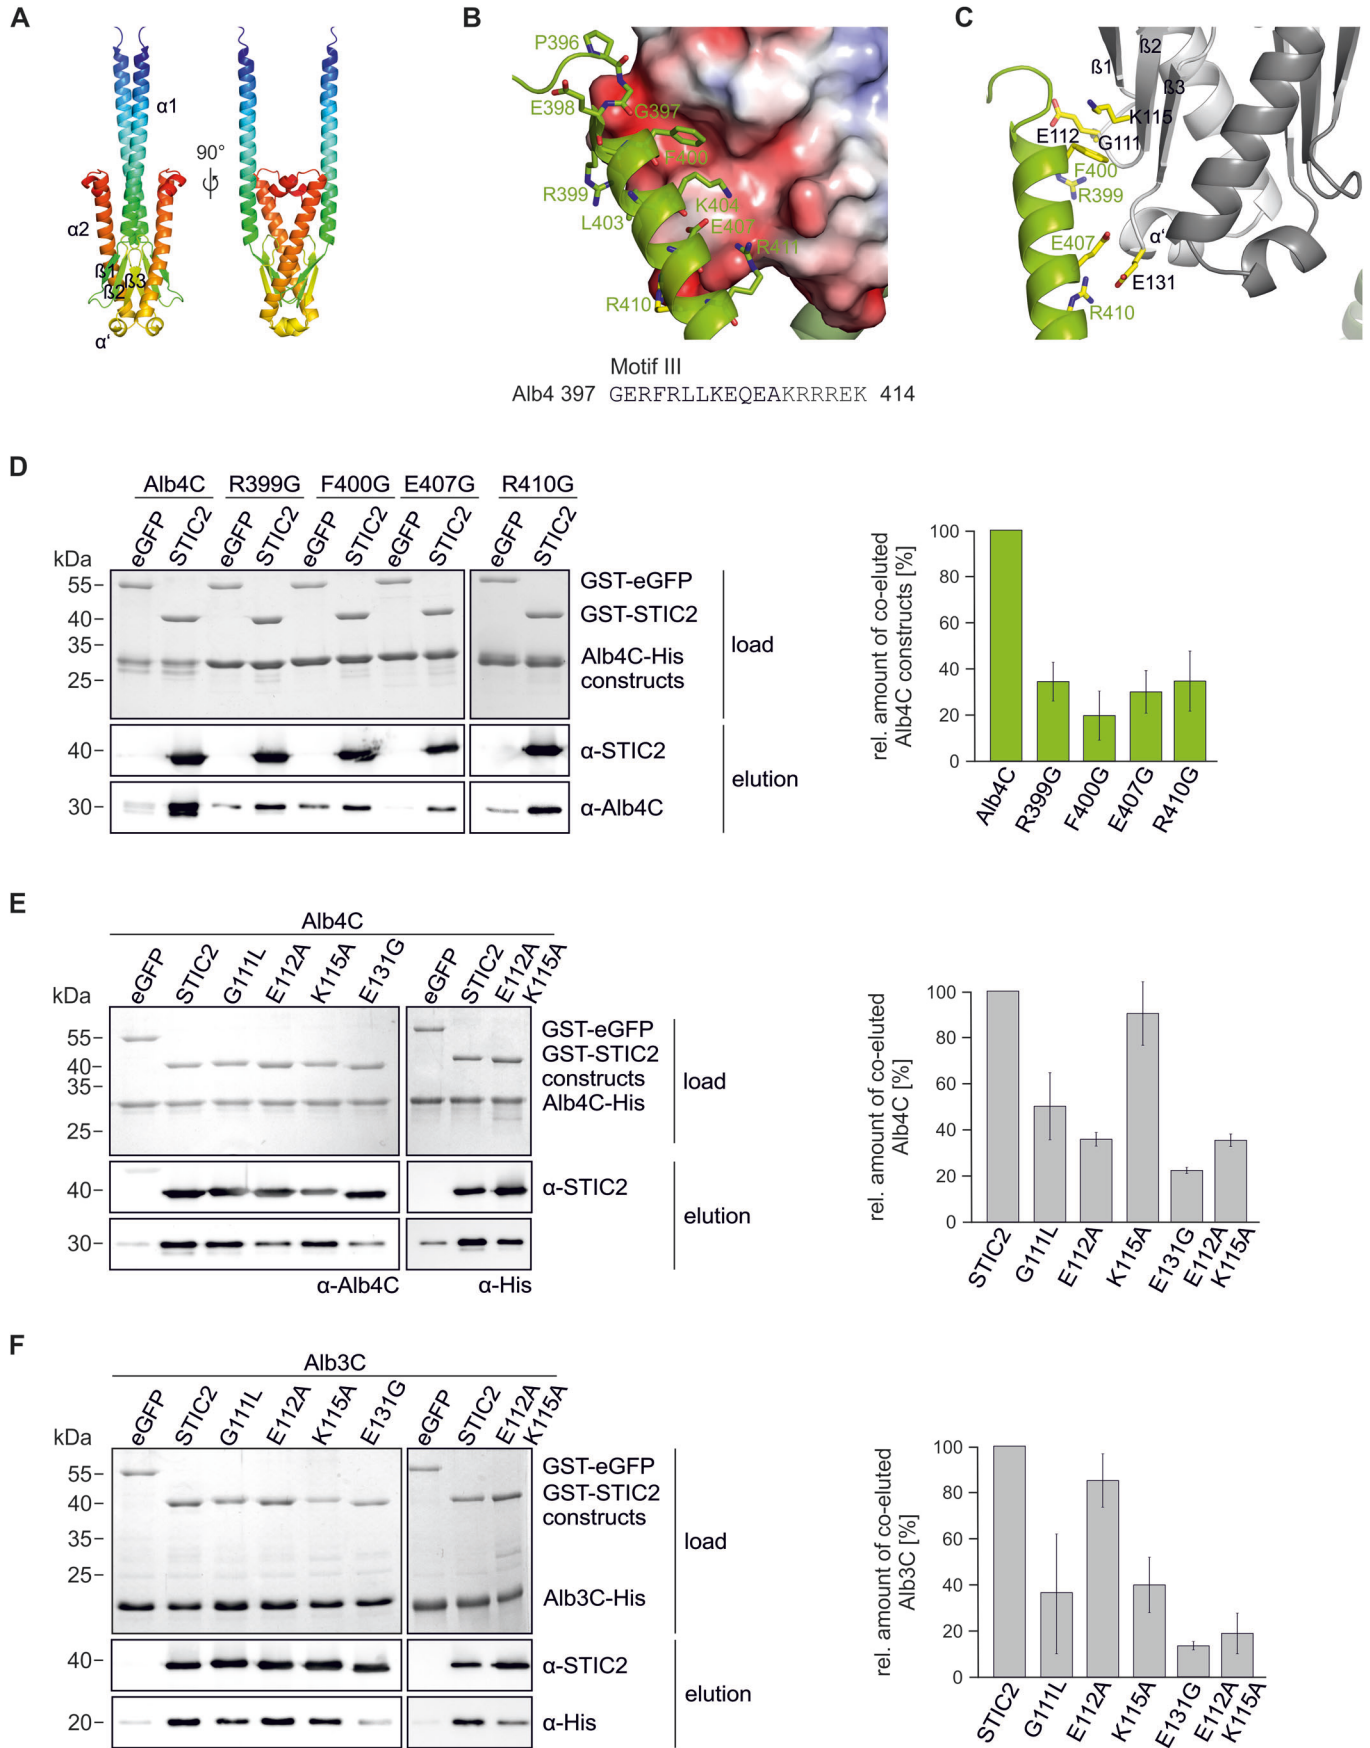 A
α1
90°
α2
ß1
ß2
ß3
α'
B
P396
E398
G397
F400
R399
K404
L403
E407
R411
R410
C
ß2
ß1
ß3
K115
E112
G111
F400
R399
α'
E407
E131
R410
Motif III
Alb4 397 GERFRLLKEQEAKRRREK 414
D
Alb4C R399G F400G E407G R410G
eGFP STIC2 eGFP STIC2 eGFP STIC2 eGFP STIC2 eGFP STIC2
kDa
55
40
35
25
GST-eGFP
GST-STIC2
Alb4C-His
constructs
load
40
α-STIC2
30
α-Alb4C
elution
rel. amount of co-eluted
Alb4C constructs [%]
100
80
60
40
20
0
Alb4C R399G F400G E407G R410G
E
Alb4C
eGFP STIC2 G111L E112A K115A E131G eGFP STIC2 E112A K115A
kDa
55
40
35
25
GST-eGFP
GST-STIC2
constructs
Alb4C-His
load
40
α-STIC2
30
elution
α-Alb4C
α-His
rel. amount of co-eluted
Alb4C [%]
100
80
60
40
20
0
STIC2 G111L E112A K115A E131G E112A K115A
F
Alb3C
eGFP STIC2 G111L E112A K115A E131G eGFP STIC2 E112A K115A
kDa
55
40
35
25
GST-eGFP
GST-STIC2
constructs
Alb3C-His
load
40
α-STIC2
20
α-His
elution
rel. amount of co-eluted
Alb3C [%]
100
80
60
40
20
0
STIC2 G111L E112A K115A E131G E112A K115A